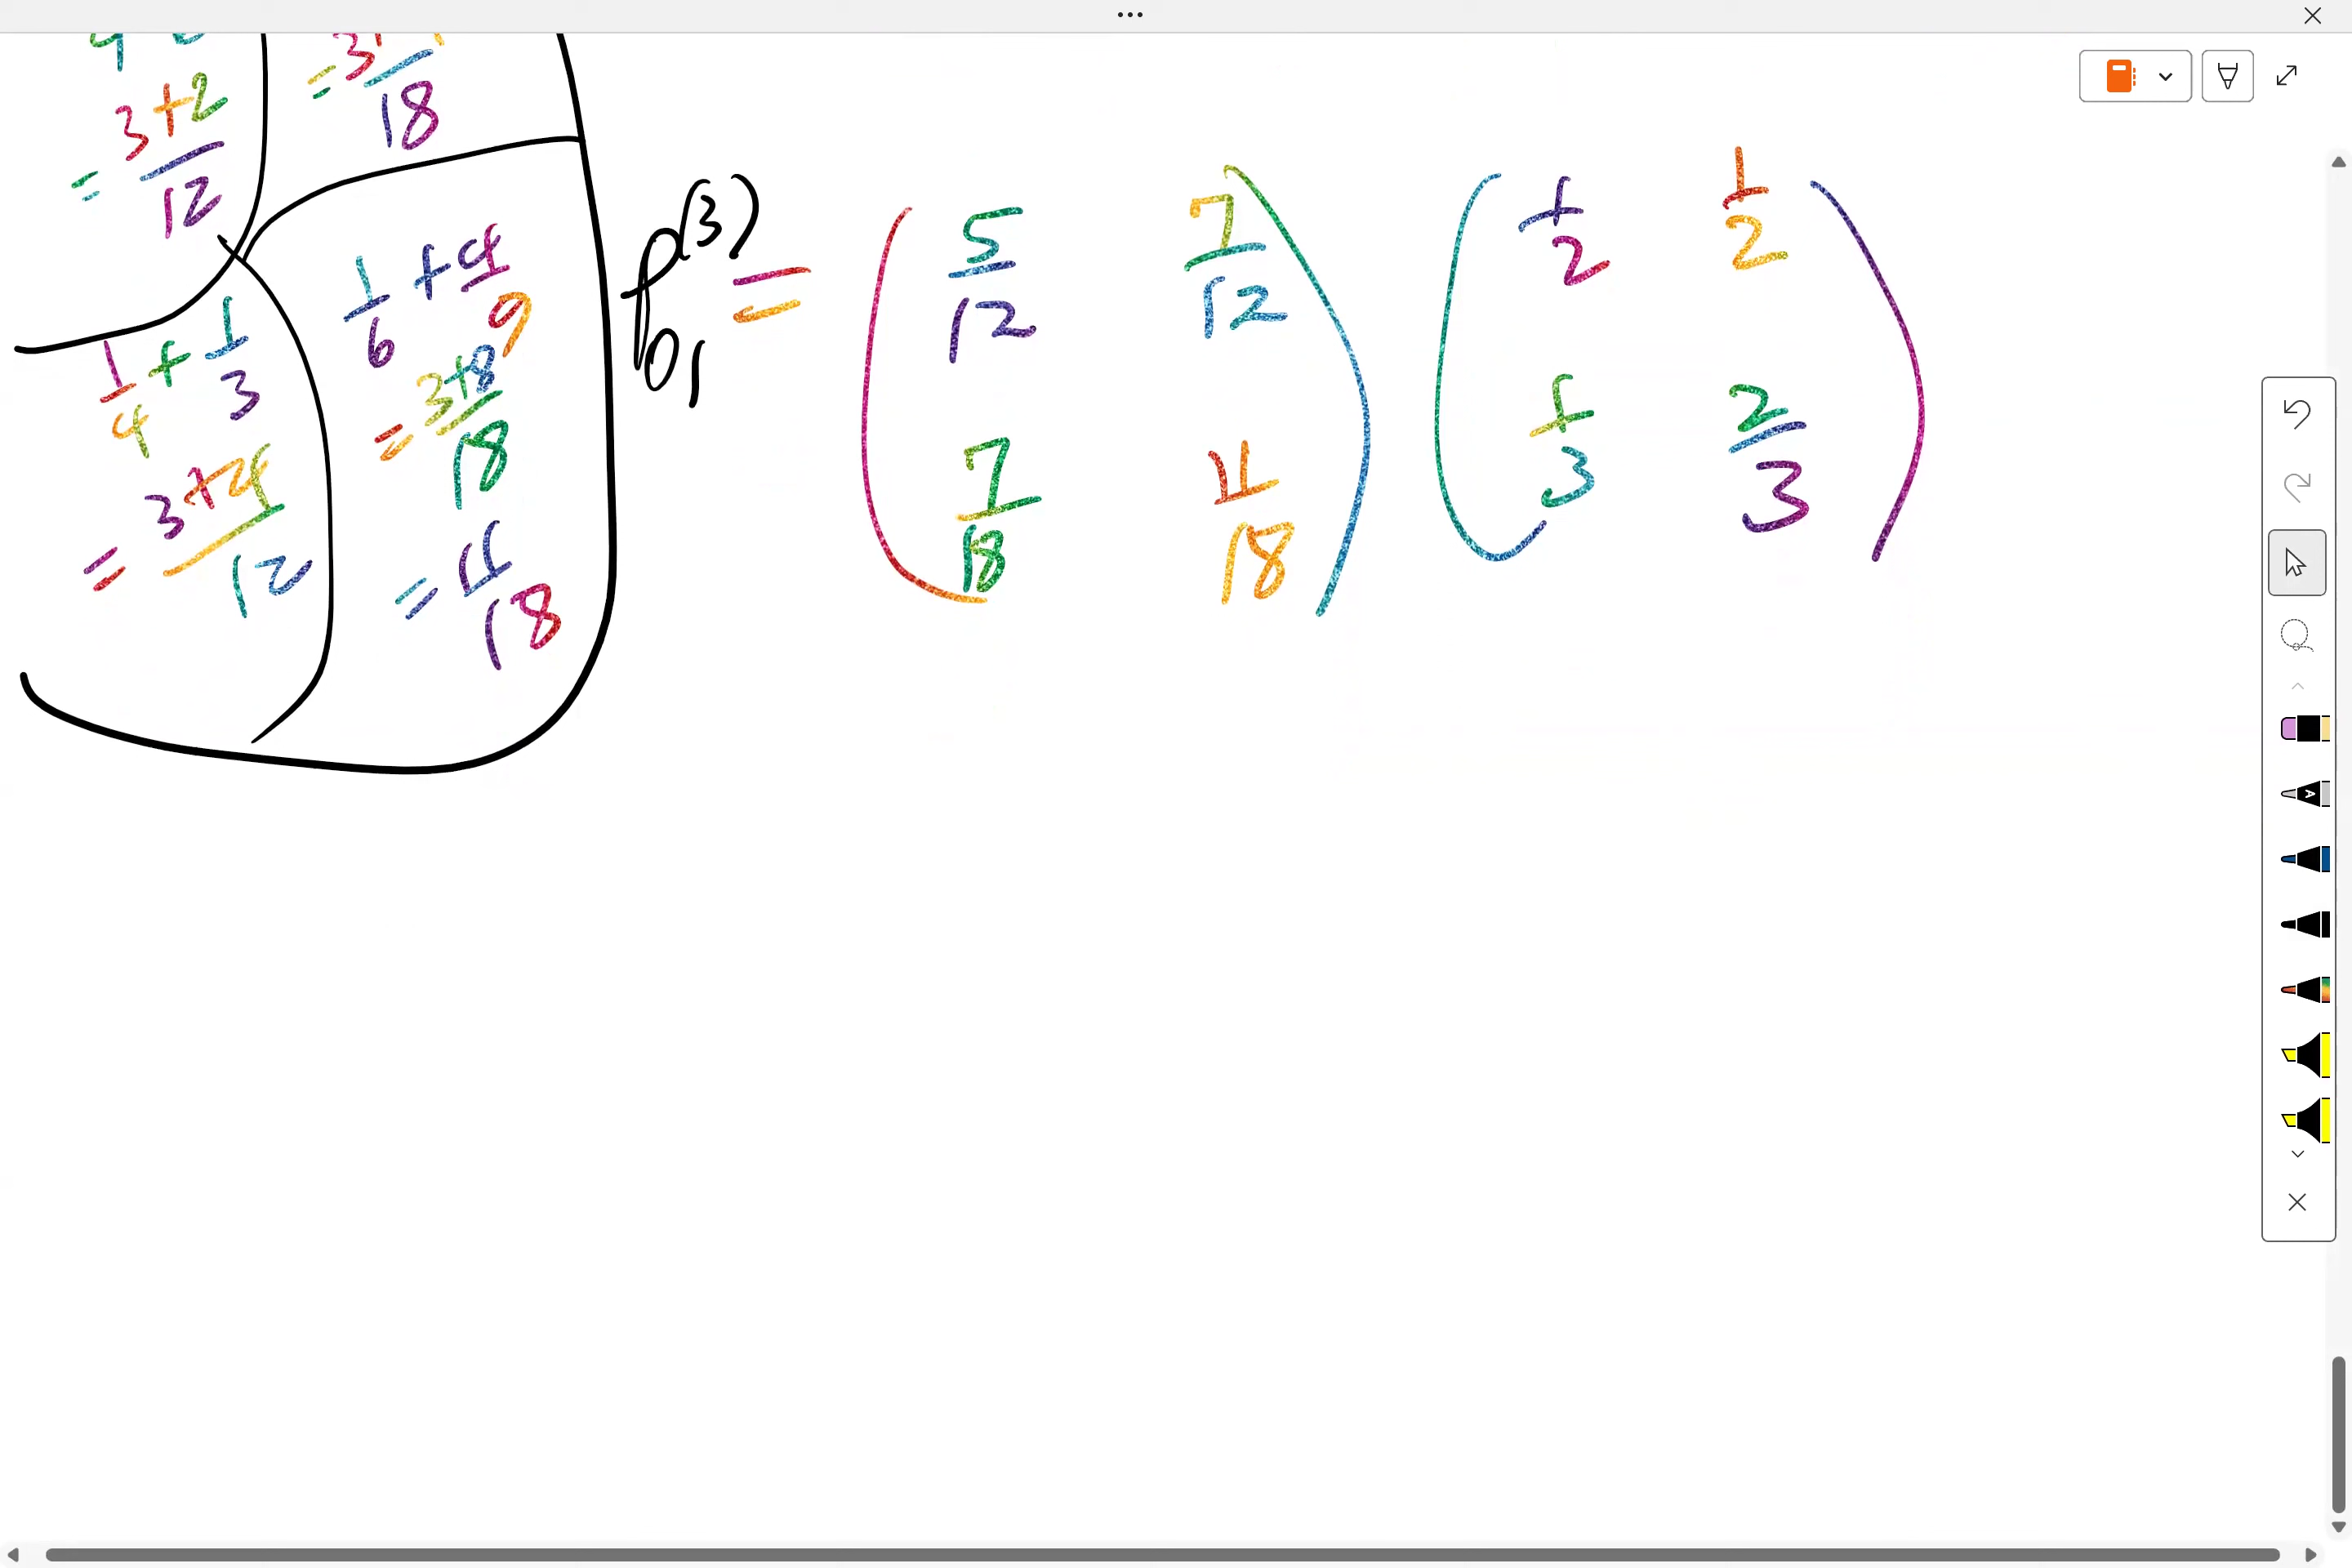 = 3+2/12
= 3+/18
1/4 + 1/3
= 3+4/12
1/6 + 4/9
= 3+8/18
= 11/18
P₀₁⁽³⁾ = ( 5/12 7/12 ) ( 1/2 1/2 )
( 7/18 11/18 ) ( 1/3 2/3 )